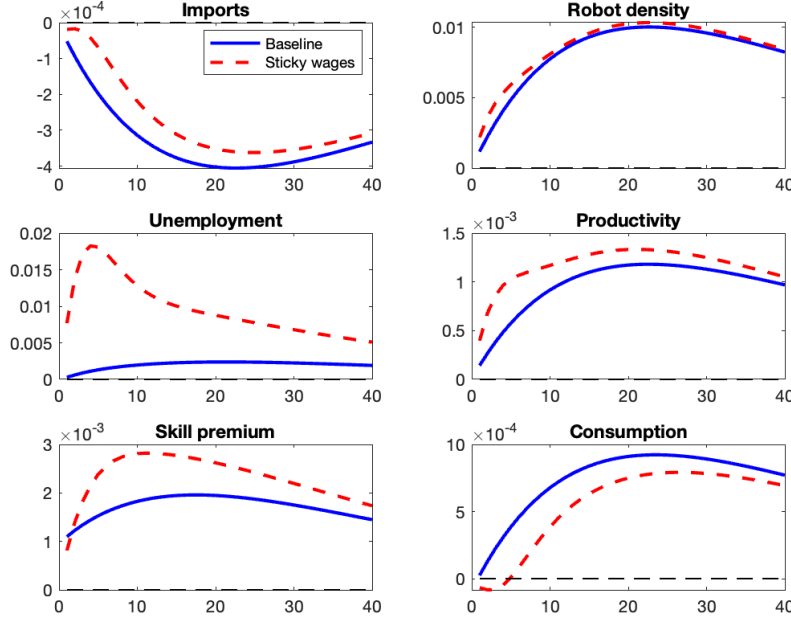 Imports
×10⁻⁴
0
-1
-2
-3
-4
0 10 20 30 40
Baseline
Sticky wages
Robot density
0.01
0.005
0
0 10 20 30 40
Unemployment
0.02
0.015
0.01
0.005
0
0 10 20 30 40
Productivity
×10⁻³
1.5
1
0.5
0
0 10 20 30 40
Skill premium
×10⁻³
3
2
1
0
0 10 20 30 40
Consumption
×10⁻⁴
10
5
0
0 10 20 30 40